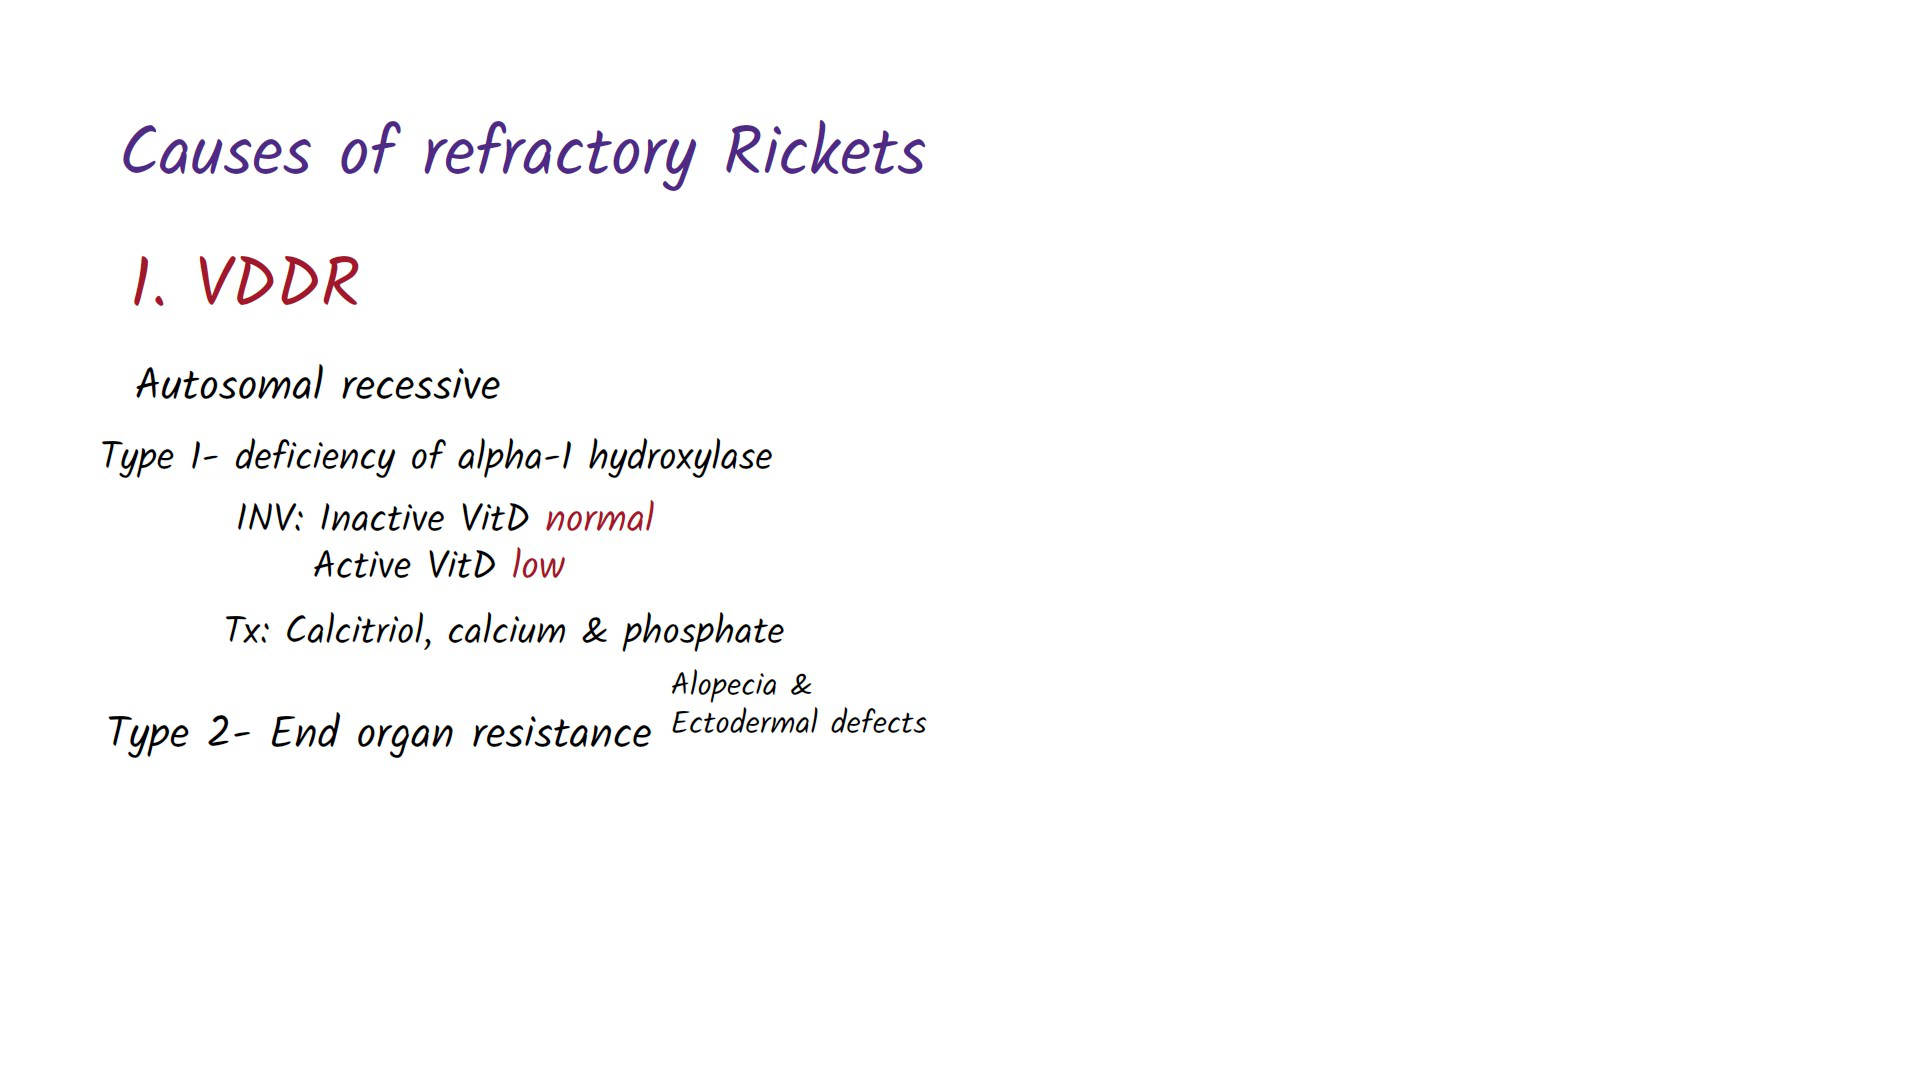 Causes of refractory Rickets
1. VDDR
Autosomal recessive
Type 1- deficiency of alpha-1 hydroxylase
INV: Inactive VitD normal
Active VitD low
Tx: Calcitriol, calcium & phosphate
Alopecia &
Ectodermal defects
Type 2- End organ resistance